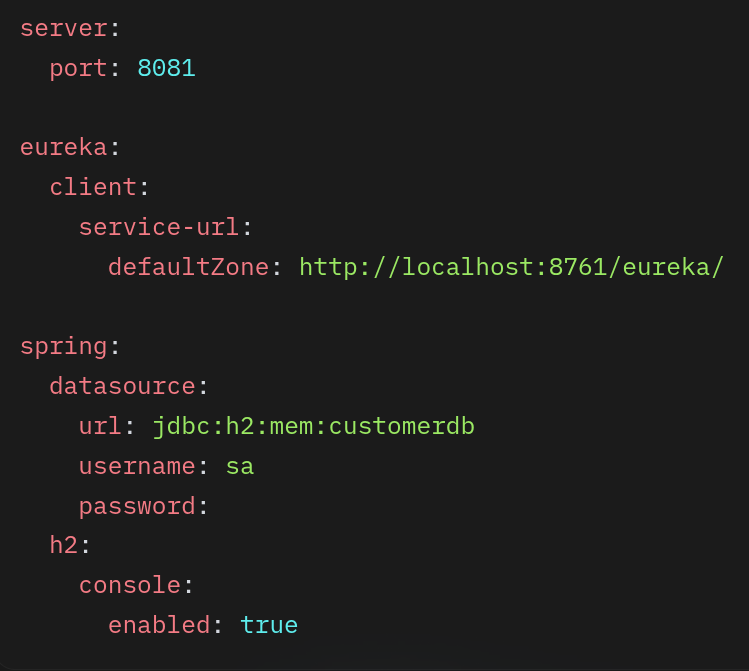 server:
  port: 8081

eureka:
  client:
    service-url:
      defaultZone: http://localhost:8761/eureka/

spring:
  datasource:
    url: jdbc:h2:mem:customerdb
    username: sa
    password:
  h2:
    console:
      enabled: true